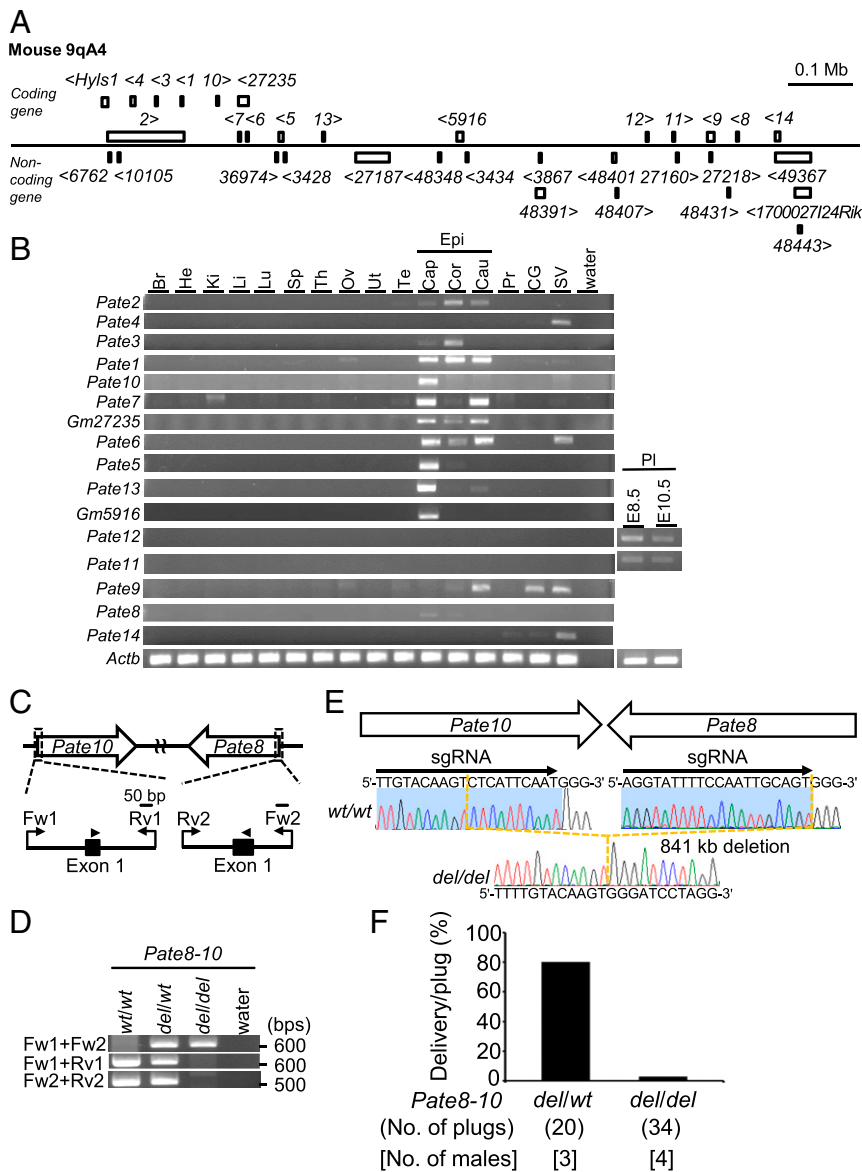 A
Mouse 9qA4
<Hyls1 <4 <3 <1 10> <27235
0.1 Mb
Coding gene
2> <7 <6 <5 13> <5916 12> 11> <9 <8 <14
Non-coding gene
<6762 <10105 36974> <3428 <27187 <48348 <3434 <3867 <48401 27160> 27218> <49367
48391> 48407> 48431> <1700027I24Rik
48443>
B
Epi
Br He Ki Li Lu Sp Th Ov Ut Te Cap Cor Cau Pr CG SV water
Pate2
Pate4
Pate3
Pate1
Pate10
Pate7
Gm27235
Pate6
Pate5
Pl
Pate13
E8.5 E10.5
Gm5916
Pate12
Pate11
Pate9
Pate8
Pate14
Actb
C
Pate10 Pate8
50 bp
Fw1 Rv1 Rv2 Fw2
Exon 1 Exon 1
D
Pate8-10
wt/wt del/wt del/del water (bps)
Fw1+Fw2 600
Fw1+Rv1 600
Fw2+Rv2 500
E
Pate10 Pate8
sgRNA sgRNA
5'-TTGTACAAGTCTCATTCAATGGG-3' 5'-AGGTATTTTCCAATTGCAGTGGG-3'
wt/wt
841 kb deletion
del/del
5'-TTTTGTACAAGTGGGATCCTAGG-3'
F
Delivery/plug (%)
100
80
60
40
20
0
Pate8-10 del/wt del/del
(No. of plugs) (20) (34)
[No. of males] [3] [4]